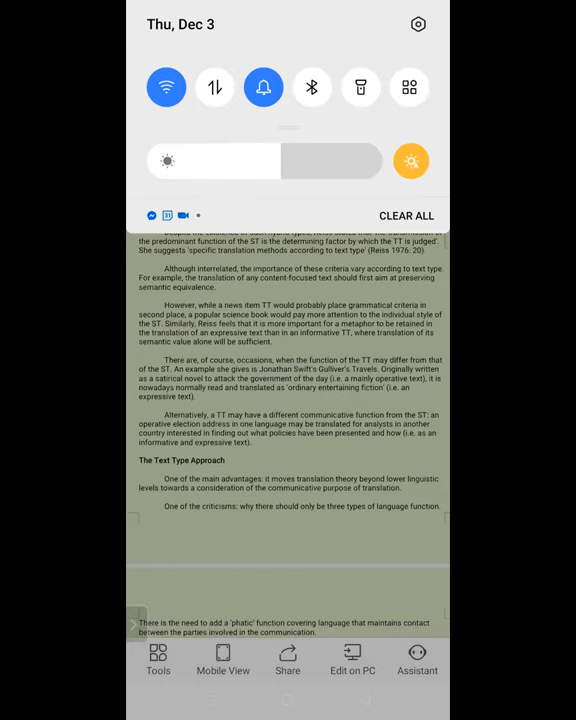 Thu, Dec 3
31
CLEAR ALL
the predominant function of the ST is the determining factor by which the TT is judged'.
She suggests 'specific translation methods according to text type' (Reiss 1976: 20).
Although interrelated, the importance of these criteria vary according to text type.
For example, the translation of any content-focused text should first aim at preserving
semantic equivalence.
However, while a news item TT would probably place grammatical criteria in
second place, a popular science book would pay more attention to the individual style of
the ST. Similarly, Reiss feels that it is more important for a metaphor to be retained in
the translation of an expressive text than in an informative TT, where translation of its
semantic value alone will be sufficient.
There are, of course, occasions, when the function of the TT may differ from that
of the ST. An example she gives is Jonathan Swift's Gulliver's Travels. Originally written
as a satirical novel to attack the government of the day (i.e. a mainly operative text), it is
nowadays normally read and translated as 'ordinary entertaining fiction' (i.e. an
expressive text).
Alternatively, a TT may have a different communicative function from the ST: an
operative election address in one language may be translated for analysts in another
country interested in finding out what policies have been presented and how (i.e. as an
informative and expressive text).
The Text Type Approach
One of the main advantages: it moves translation theory beyond lower linguistic
levels towards a consideration of the communicative purpose of translation.
One of the criticisms: why there should only be three types of language function.
There is the need to add a 'phatic' function covering language that maintains contact
between the parties involved in the communication.
Tools
Mobile View
Share
Edit on PC
Assistant